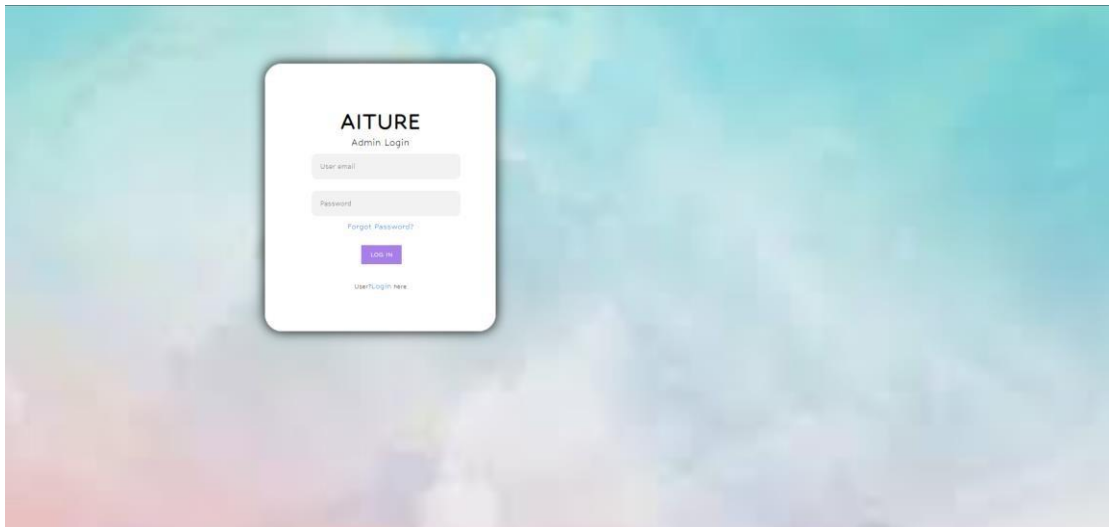 AITURE
Admin Login
User email
Password
Forgot Password?
LOG IN
User?Login here.